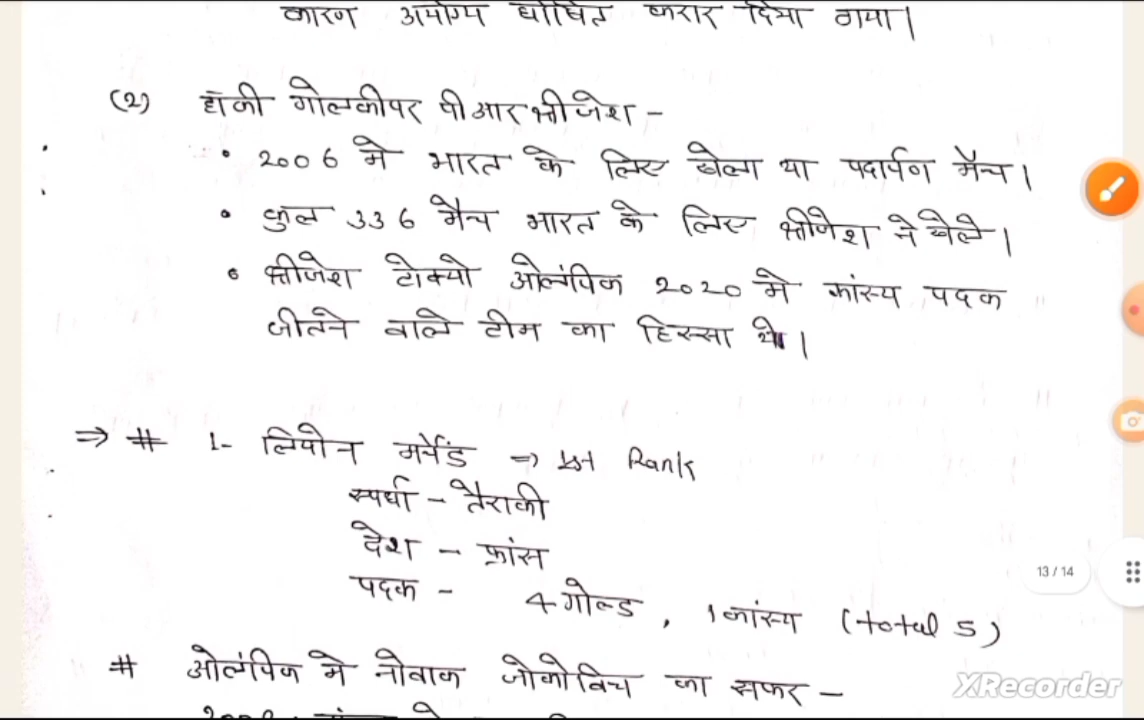 कारण अयोग्य घोषित करार दिया गया।
(2) हॉकी गोलकीपर पी आर श्रीजेश -
• 2006 मे भारत के लिए खेला था पदार्पण मैच।
• कुल 336 मैच भारत के लिए श्रीजेश ने खेले।
• श्रीजेश टोक्यो ओलंपिक 2020 मे कांस्य पदक
जीतने वाले टीम का हिस्सा थे।
⇒ # 1- लियोन मर्चेंड ⇒ 1st Rank
स्पर्धा - तैराकी
देश - फ्रांस
पदक - 4 गोल्ड, 1 कांस्य (total 5)
13 / 14
# ओलंपिक मे नोवाक जोकोविच का सफर -
XRecorder